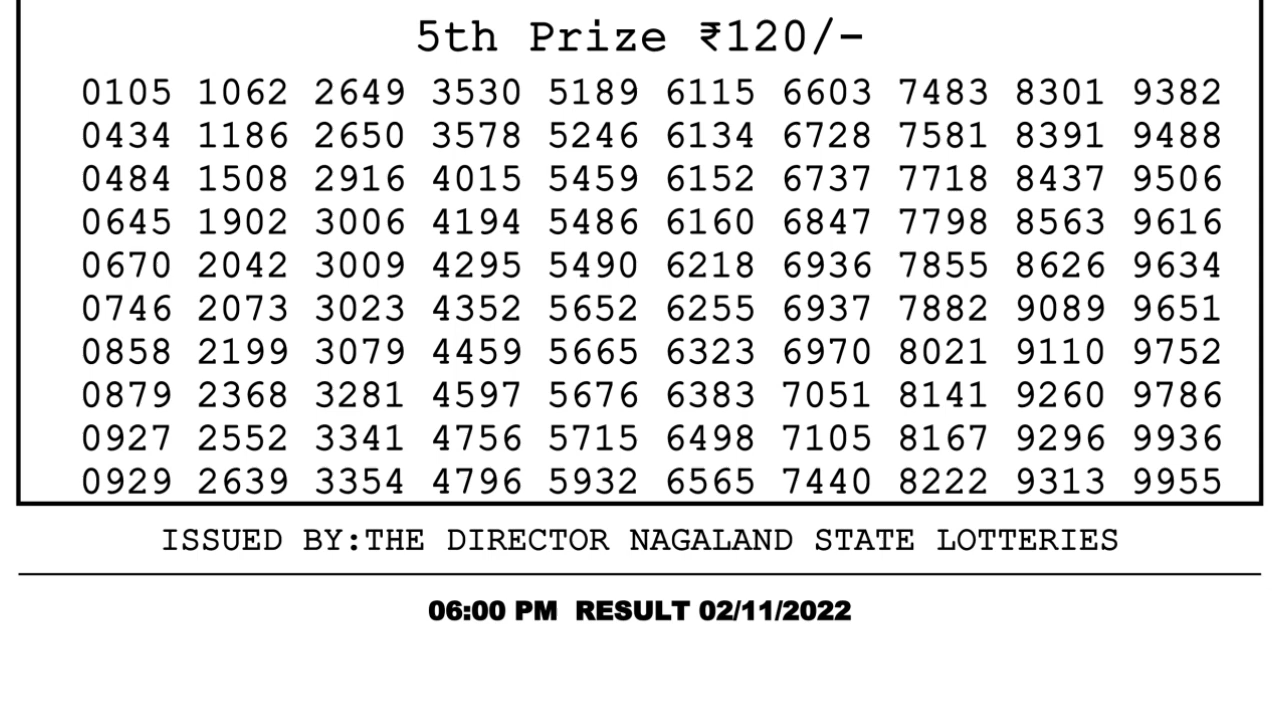 5th Prize ₹120/-
0105 1062 2649 3530 5189 6115 6603 7483 8301 9382
0434 1186 2650 3578 5246 6134 6728 7581 8391 9488
0484 1508 2916 4015 5459 6152 6737 7718 8437 9506
0645 1902 3006 4194 5486 6160 6847 7798 8563 9616
0670 2042 3009 4295 5490 6218 6936 7855 8626 9634
0746 2073 3023 4352 5652 6255 6937 7882 9089 9651
0858 2199 3079 4459 5665 6323 6970 8021 9110 9752
0879 2368 3281 4597 5676 6383 7051 8141 9260 9786
0927 2552 3341 4756 5715 6498 7105 8167 9296 9936
0929 2639 3354 4796 5932 6565 7440 8222 9313 9955
ISSUED BY:THE DIRECTOR NAGALAND STATE LOTTERIES
06:00 PM RESULT 02/11/2022